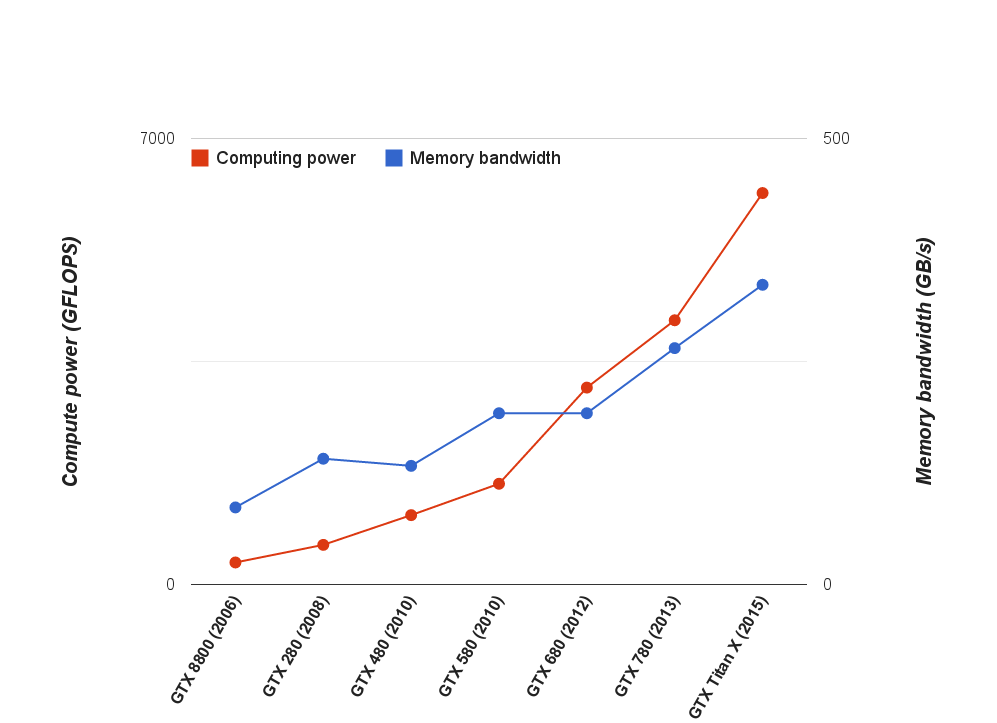 7000
500
Computing power
Memory bandwidth
Compute power (GFLOPS)
Memory bandwidth (GB/s)
0
0
GTX 8800 (2006)
GTX 280 (2008)
GTX 480 (2010)
GTX 580 (2010)
GTX 680 (2012)
GTX 780 (2013)
GTX Titan X (2015)